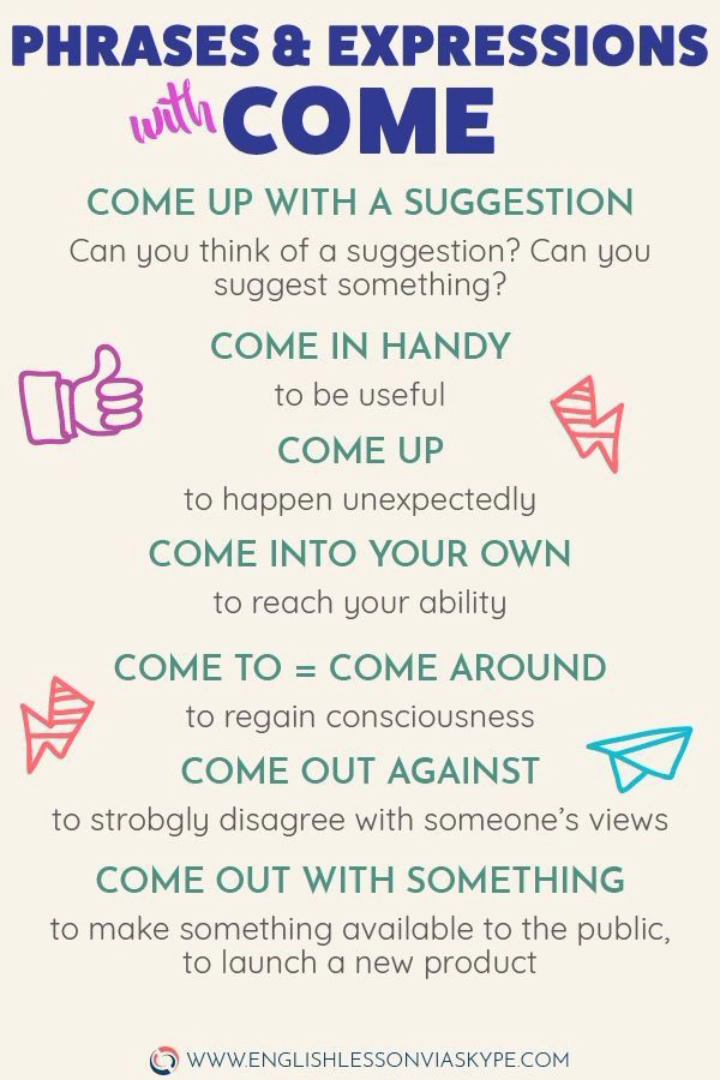 PHRASES & EXPRESSIONS
with COME
COME UP WITH A SUGGESTION
Can you think of a suggestion? Can you
suggest something?
COME IN HANDY
to be useful
COME UP
to happen unexpectedly
COME INTO YOUR OWN
to reach your ability
COME TO = COME AROUND
to regain consciousness
COME OUT AGAINST
to strobgly disagree with someone's views
COME OUT WITH SOMETHING
to make something available to the public,
to launch a new product
WWW.ENGLISHLESSONVIASKYPE.COM